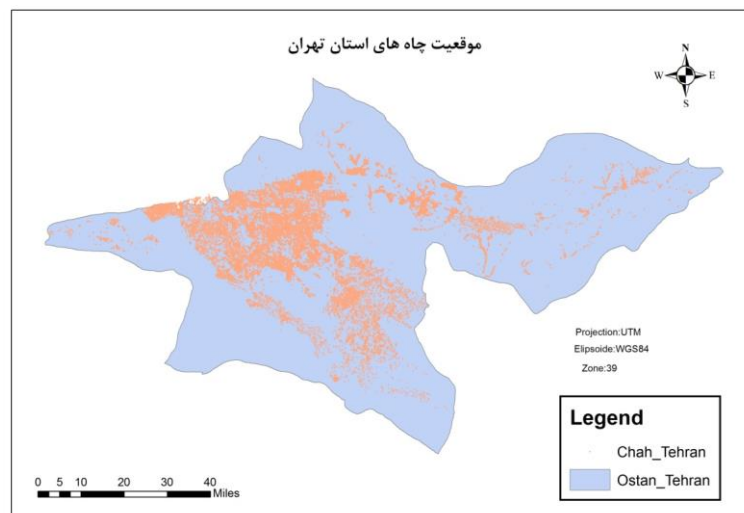 موقعیت چاه های استان تهران
N
W E
S
Projection:UTM
Elipsoide:WGS84
Zone:39
Legend
Chah_Tehran
Ostan_Tehran
0 5 10 20 30 40
Miles